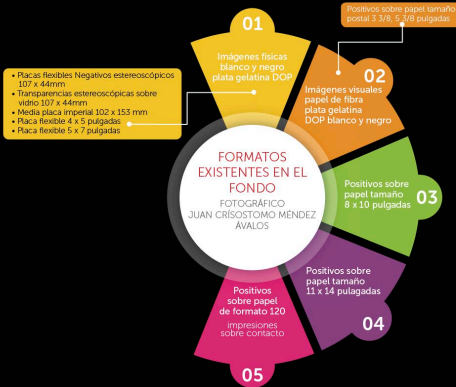 01
Imágenes físicas
blanco y negro
plata gelatina DOP
• Placas flexibles Negativos estereoscópicos
107 x 44mm
• Transparencias estereoscópicas sobre
vidrio 107 x 44mm
• Media placa imperial 102 x 153 mm
• Placa flexible 4 x 5 pulgadas
• Placa flexible 5 x 7 pulgadas
Positivos sobre papel tamaño
postal 3 3/8, 5 3/8 pulgadas
02
Imágenes visuales
papel de fibra
plata gelatina
DOP blanco y negro
FORMATOS
EXISTENTES EN EL
FONDO
FOTOGRÁFICO
JUAN CRÍSOSTOMO MÉNDEZ
ÁVALOS
Positivos sobre
papel tamaño
8 x 10 pulgadas
03
Positivos sobre
papel tamaño
11 x 14 pulagadas
04
Positivos
sobre papel
de formato 120
impresiones
sobre contacto
05